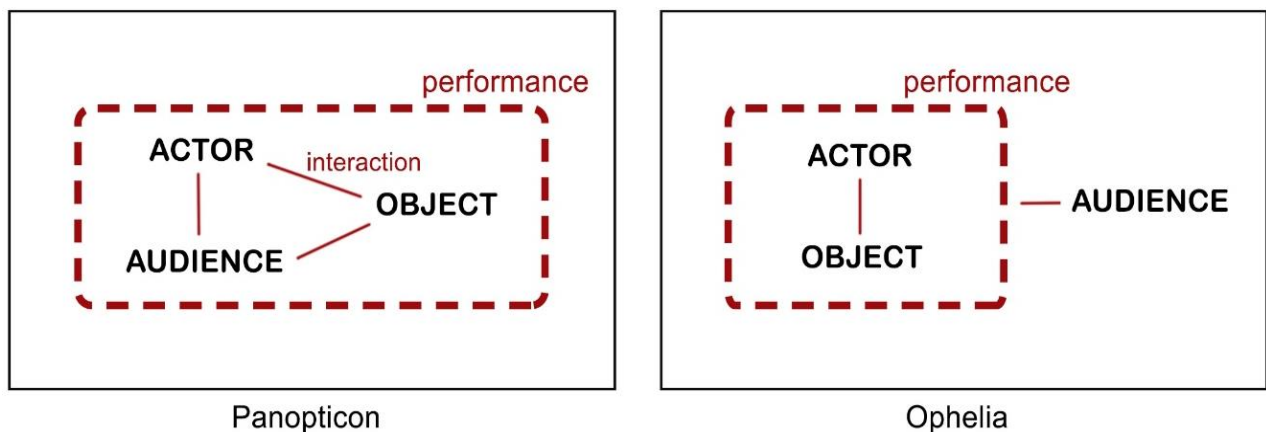 performance
ACTOR
interaction
OBJECT
AUDIENCE
Panopticon
performance
ACTOR
AUDIENCE
OBJECT
Ophelia